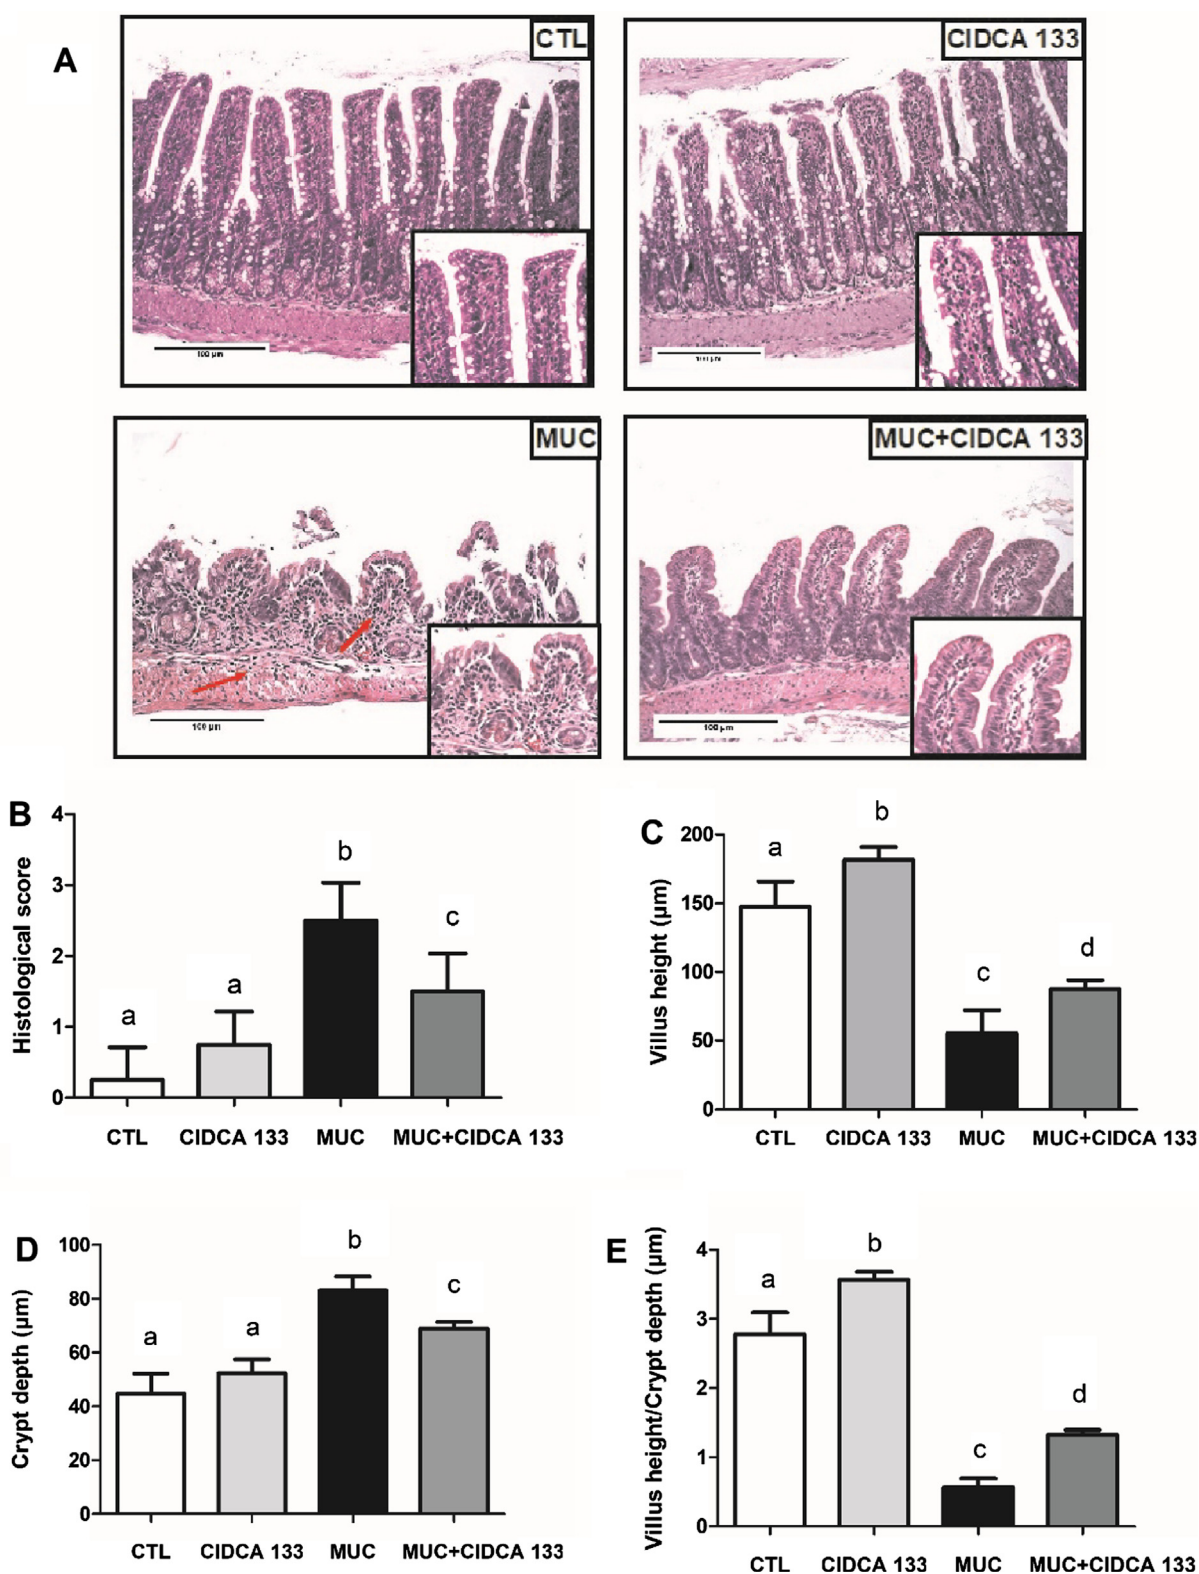 A
CTL
CIDCA 133
100 µm
100 µm
MUC
MUC+CIDCA 133
100 µm
100 µm
B
Histological score
4
3
2
1
0
a
a
b
c
CTL
CIDCA 133
MUC
MUC+CIDCA 133
C
Villus height (µm)
200
150
100
50
0
a
b
c
d
CTL
CIDCA 133
MUC
MUC+CIDCA 133
D
Crypt depth (µm)
100
80
60
40
20
0
a
a
b
c
CTL
CIDCA 133
MUC
MUC+CIDCA 133
E
Villus height/Crypt depth (µm)
4
3
2
1
0
a
b
c
d
CTL
CIDCA 133
MUC
MUC+CIDCA 133